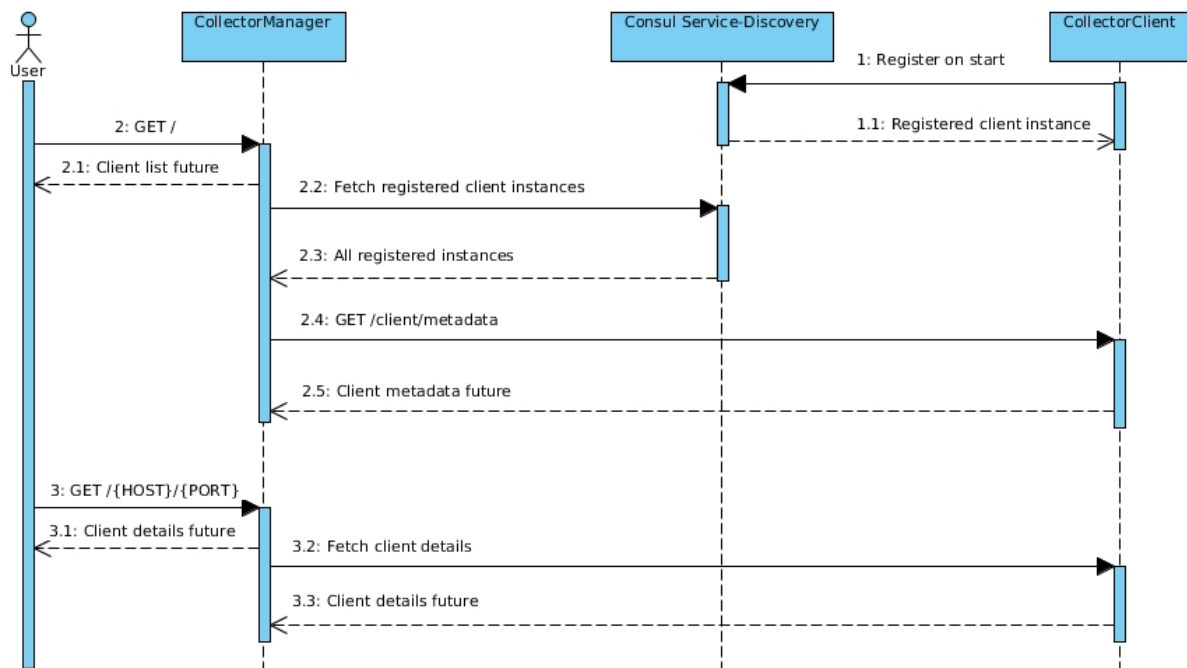 CollectorManager
Consul Service-Discovery
CollectorClient
User
1: Register on start
1.1: Registered client instance
2: GET /
2.1: Client list future
2.2: Fetch registered client instances
2.3: All registered instances
2.4: GET /client/metadata
2.5: Client metadata future
3: GET /{HOST}/{PORT}
3.1: Client details future
3.2: Fetch client details
3.3: Client details future